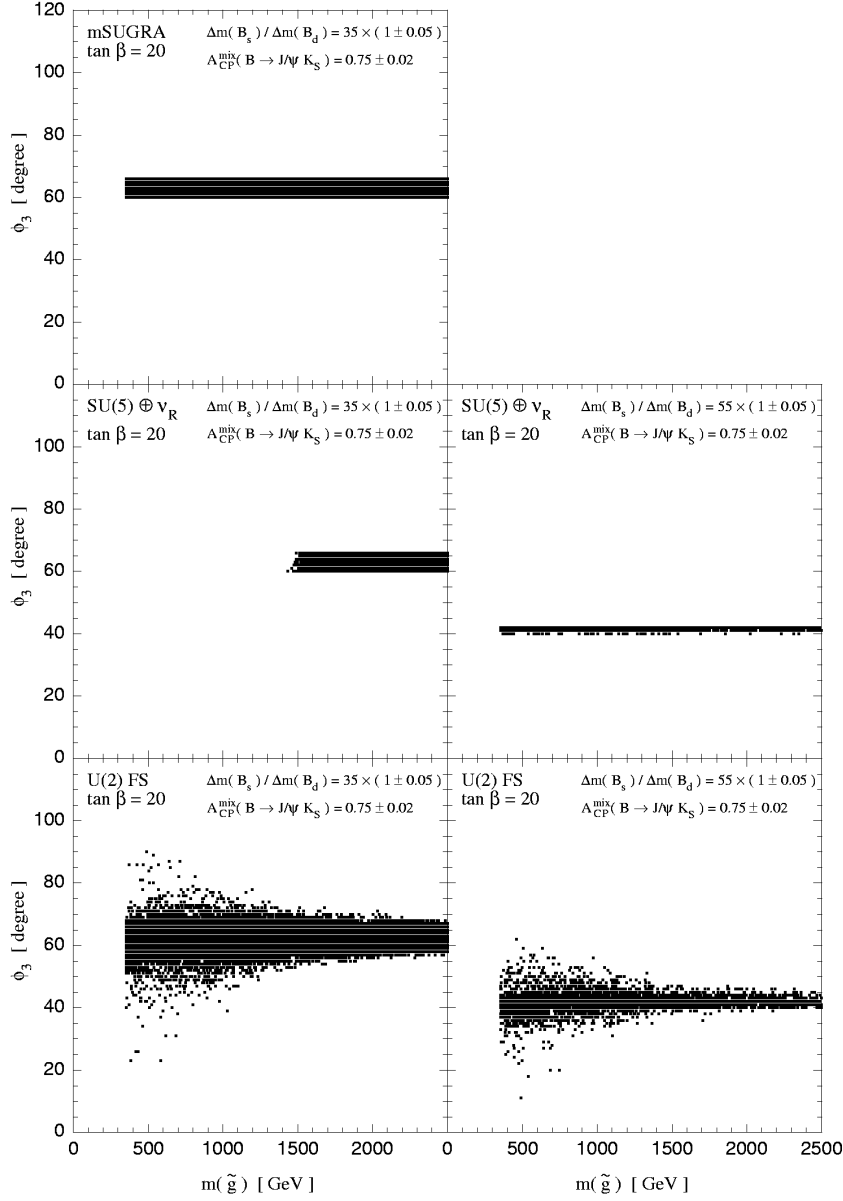 mSUGRA
tan β = 20
Δm( B_s ) / Δm( B_d ) = 35 × ( 1 ± 0.05 )
A_CP^mix( B → J/ψ K_S ) = 0.75 ± 0.02
120
100
80
60
40
20
0
ϕ_3 [ degree ]
SU(5) ⊕ ν_R
tan β = 20
Δm( B_s ) / Δm( B_d ) = 35 × ( 1 ± 0.05 )
A_CP^mix( B → J/ψ K_S ) = 0.75 ± 0.02
SU(5) ⊕ ν_R
tan β = 20
Δm( B_s ) / Δm( B_d ) = 55 × ( 1 ± 0.05 )
A_CP^mix( B → J/ψ K_S ) = 0.75 ± 0.02
100
80
60
40
20
0
ϕ_3 [ degree ]
U(2) FS
tan β = 20
Δm( B_s ) / Δm( B_d ) = 35 × ( 1 ± 0.05 )
A_CP^mix( B → J/ψ K_S ) = 0.75 ± 0.02
U(2) FS
tan β = 20
Δm( B_s ) / Δm( B_d ) = 55 × ( 1 ± 0.05 )
A_CP^mix( B → J/ψ K_S ) = 0.75 ± 0.02
100
80
60
40
20
0
ϕ_3 [ degree ]
0 500 1000 1500 2000 0 500 1000 1500 2000 2500
m( g̃ ) [ GeV ] m( g̃ ) [ GeV ]